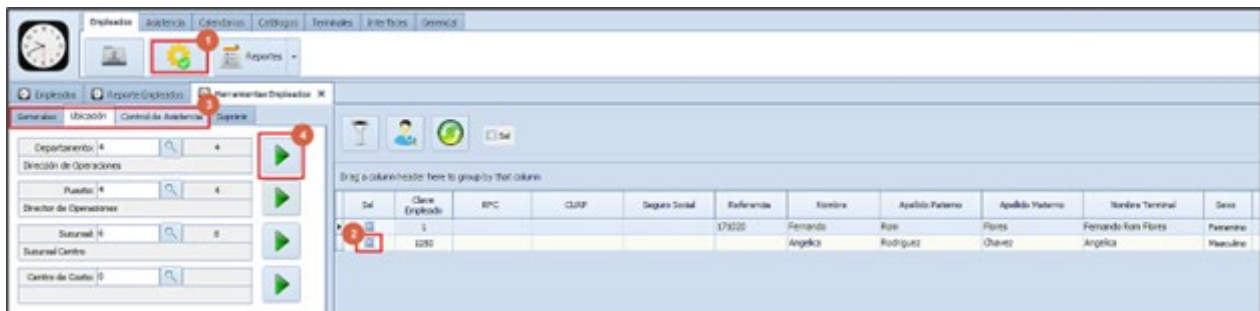 Empleados Asistencia Calendarios Catálogos Terminales Interfaces Gerencial
1
Reportes
Empleados Reporte Empleados Herramientas Empleados X
3
Generales Ubicación Control de Asistencia Suprimir
4
Departamento: 4 4
Dirección de Operaciones
Puesto: 4 4
Director de Operaciones
Sucursal: 6 6
Sucursal Centro
Centro de Costo: 0
Sel
Drag a column header here to group by that column
Sel Clave Empleado RFC CURP Seguro Social Referencia Nombre Apellido Paterno Apellido Materno Nombre Terminal Sexo
1 171020 Fernando Rom Flores Fernando Rom Flores Femenino
2
1250 Angelica Rodriguez Chavez Angelica Masculino